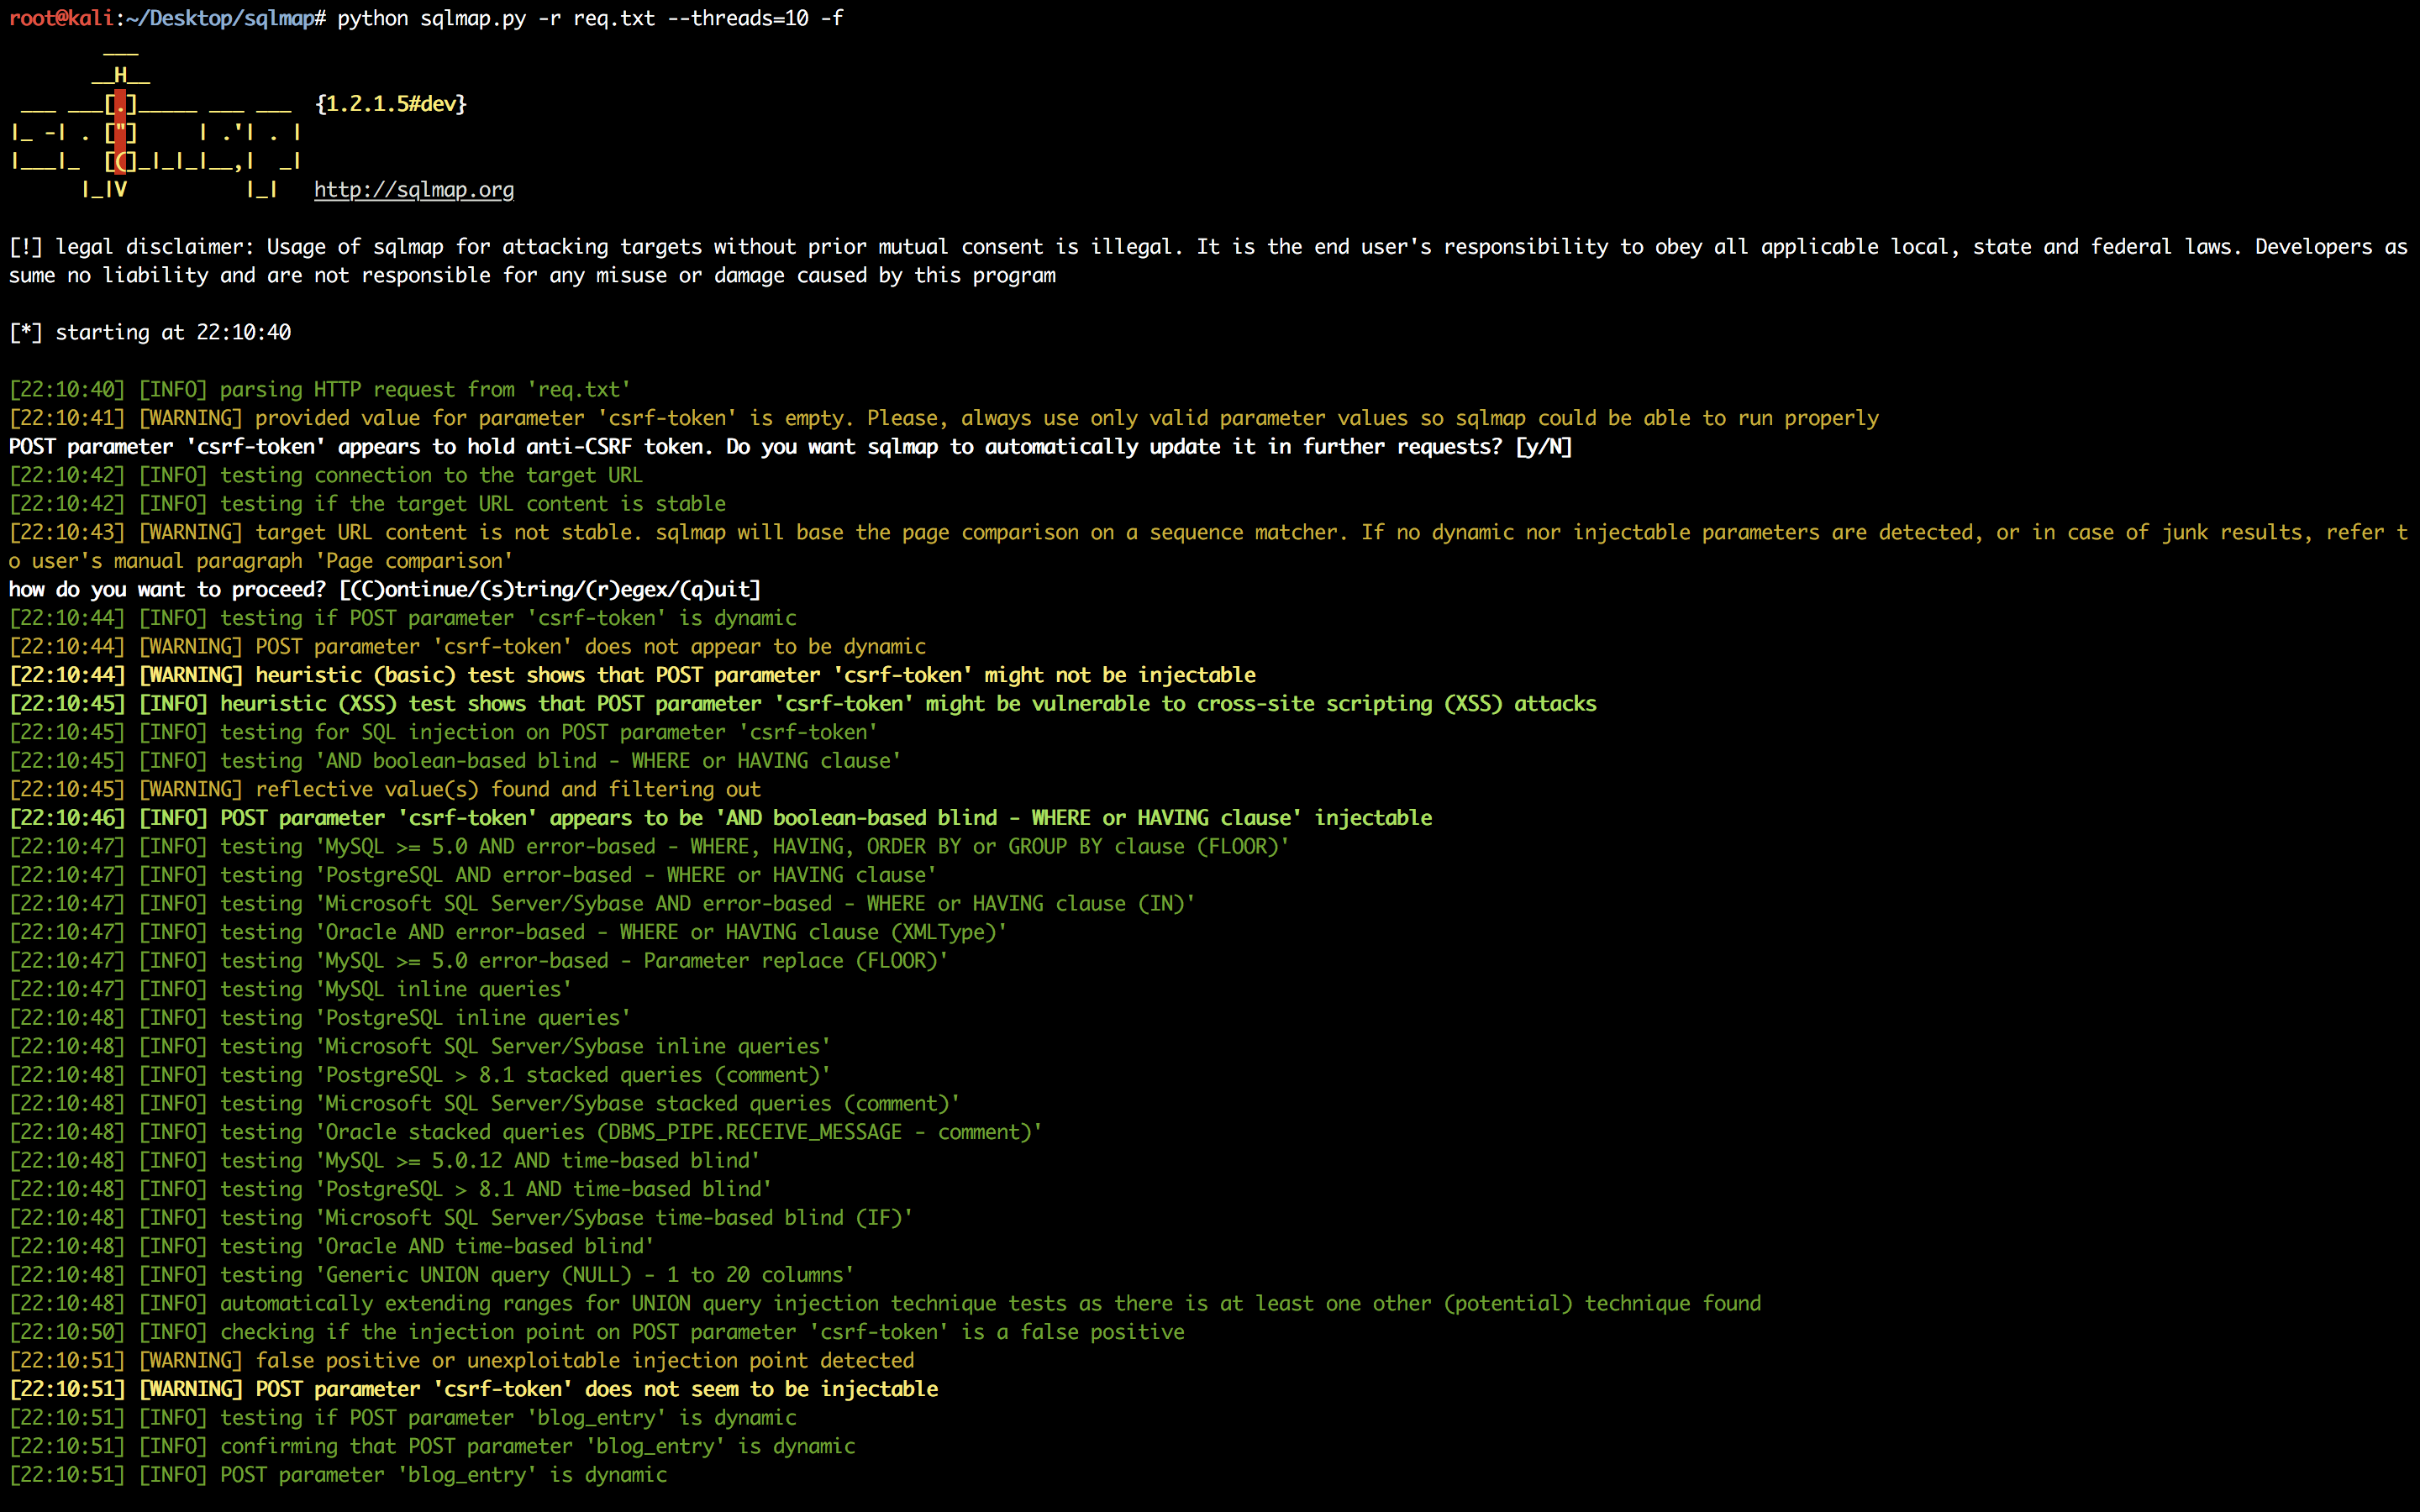 root@kali:~/Desktop/sqlmap# python sqlmap.py -r req.txt --threads=10 -f
        ___
       __H__
 ___ ___[.]_____ ___ ___  {1.2.1.5#dev}
|_ -| . ["]     | .'| . |
|___|_  [(]_|_|_|__,|  _|
      |_|V          |_|   http://sqlmap.org
[!] legal disclaimer: Usage of sqlmap for attacking targets without prior mutual consent is illegal. It is the end user's responsibility to obey all applicable local, state and federal laws. Developers as
sume no liability and are not responsible for any misuse or damage caused by this program
[*] starting at 22:10:40
[22:10:40] [INFO] parsing HTTP request from 'req.txt'
[22:10:41] [WARNING] provided value for parameter 'csrf-token' is empty. Please, always use only valid parameter values so sqlmap could be able to run properly
POST parameter 'csrf-token' appears to hold anti-CSRF token. Do you want sqlmap to automatically update it in further requests? [y/N]
[22:10:42] [INFO] testing connection to the target URL
[22:10:42] [INFO] testing if the target URL content is stable
[22:10:43] [WARNING] target URL content is not stable. sqlmap will base the page comparison on a sequence matcher. If no dynamic nor injectable parameters are detected, or in case of junk results, refer t
o user's manual paragraph 'Page comparison'
how do you want to proceed? [(C)ontinue/(s)tring/(r)egex/(q)uit]
[22:10:44] [INFO] testing if POST parameter 'csrf-token' is dynamic
[22:10:44] [WARNING] POST parameter 'csrf-token' does not appear to be dynamic
[22:10:44] [WARNING] heuristic (basic) test shows that POST parameter 'csrf-token' might not be injectable
[22:10:45] [INFO] heuristic (XSS) test shows that POST parameter 'csrf-token' might be vulnerable to cross-site scripting (XSS) attacks
[22:10:45] [INFO] testing for SQL injection on POST parameter 'csrf-token'
[22:10:45] [INFO] testing 'AND boolean-based blind - WHERE or HAVING clause'
[22:10:45] [WARNING] reflective value(s) found and filtering out
[22:10:46] [INFO] POST parameter 'csrf-token' appears to be 'AND boolean-based blind - WHERE or HAVING clause' injectable
[22:10:47] [INFO] testing 'MySQL >= 5.0 AND error-based - WHERE, HAVING, ORDER BY or GROUP BY clause (FLOOR)'
[22:10:47] [INFO] testing 'PostgreSQL AND error-based - WHERE or HAVING clause'
[22:10:47] [INFO] testing 'Microsoft SQL Server/Sybase AND error-based - WHERE or HAVING clause (IN)'
[22:10:47] [INFO] testing 'Oracle AND error-based - WHERE or HAVING clause (XMLType)'
[22:10:47] [INFO] testing 'MySQL >= 5.0 error-based - Parameter replace (FLOOR)'
[22:10:47] [INFO] testing 'MySQL inline queries'
[22:10:48] [INFO] testing 'PostgreSQL inline queries'
[22:10:48] [INFO] testing 'Microsoft SQL Server/Sybase inline queries'
[22:10:48] [INFO] testing 'PostgreSQL > 8.1 stacked queries (comment)'
[22:10:48] [INFO] testing 'Microsoft SQL Server/Sybase stacked queries (comment)'
[22:10:48] [INFO] testing 'Oracle stacked queries (DBMS_PIPE.RECEIVE_MESSAGE - comment)'
[22:10:48] [INFO] testing 'MySQL >= 5.0.12 AND time-based blind'
[22:10:48] [INFO] testing 'PostgreSQL > 8.1 AND time-based blind'
[22:10:48] [INFO] testing 'Microsoft SQL Server/Sybase time-based blind (IF)'
[22:10:48] [INFO] testing 'Oracle AND time-based blind'
[22:10:48] [INFO] testing 'Generic UNION query (NULL) - 1 to 20 columns'
[22:10:48] [INFO] automatically extending ranges for UNION query injection technique tests as there is at least one other (potential) technique found
[22:10:50] [INFO] checking if the injection point on POST parameter 'csrf-token' is a false positive
[22:10:51] [WARNING] false positive or unexploitable injection point detected
[22:10:51] [WARNING] POST parameter 'csrf-token' does not seem to be injectable
[22:10:51] [INFO] testing if POST parameter 'blog_entry' is dynamic
[22:10:51] [INFO] confirming that POST parameter 'blog_entry' is dynamic
[22:10:51] [INFO] POST parameter 'blog_entry' is dynamic